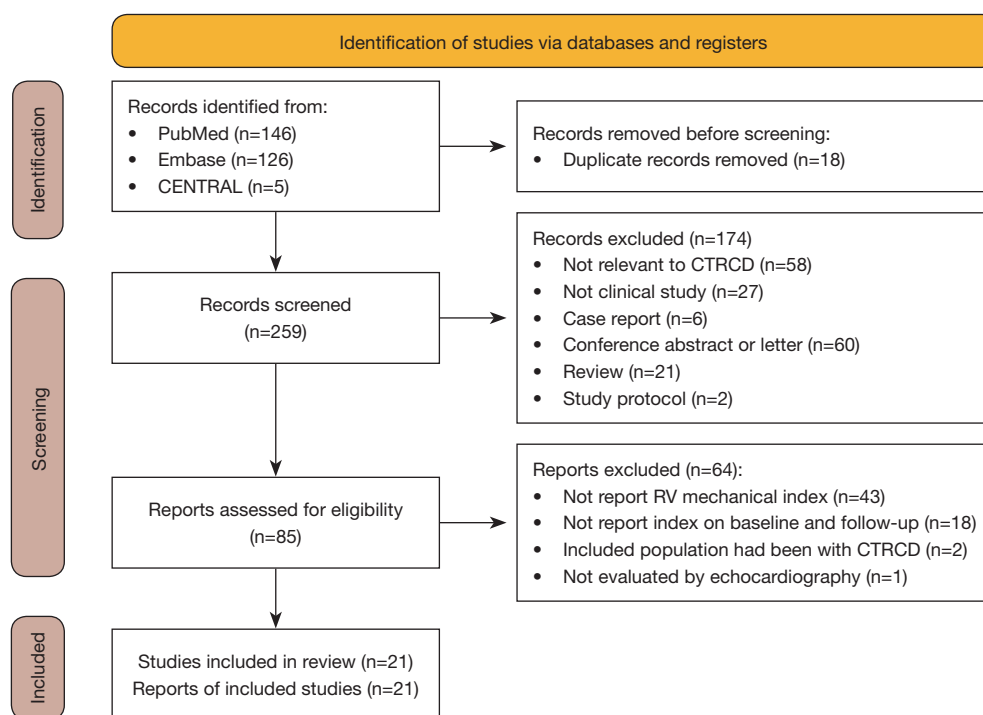 Identification of studies via databases and registers
Identification
Records identified from:
• PubMed (n=146)
• Embase (n=126)
• CENTRAL (n=5)
Records removed before screening:
• Duplicate records removed (n=18)
Screening
Records screened
(n=259)
Records excluded (n=174)
• Not relevant to CTRCD (n=58)
• Not clinical study (n=27)
• Case report (n=6)
• Conference abstract or letter (n=60)
• Review (n=21)
• Study protocol (n=2)
Reports assessed for eligibility
(n=85)
Reports excluded (n=64):
• Not report RV mechanical index (n=43)
• Not report index on baseline and follow-up (n=18)
• Included population had been with CTRCD (n=2)
• Not evaluated by echocardiography (n=1)
Included
Studies included in review (n=21)
Reports of included studies (n=21)